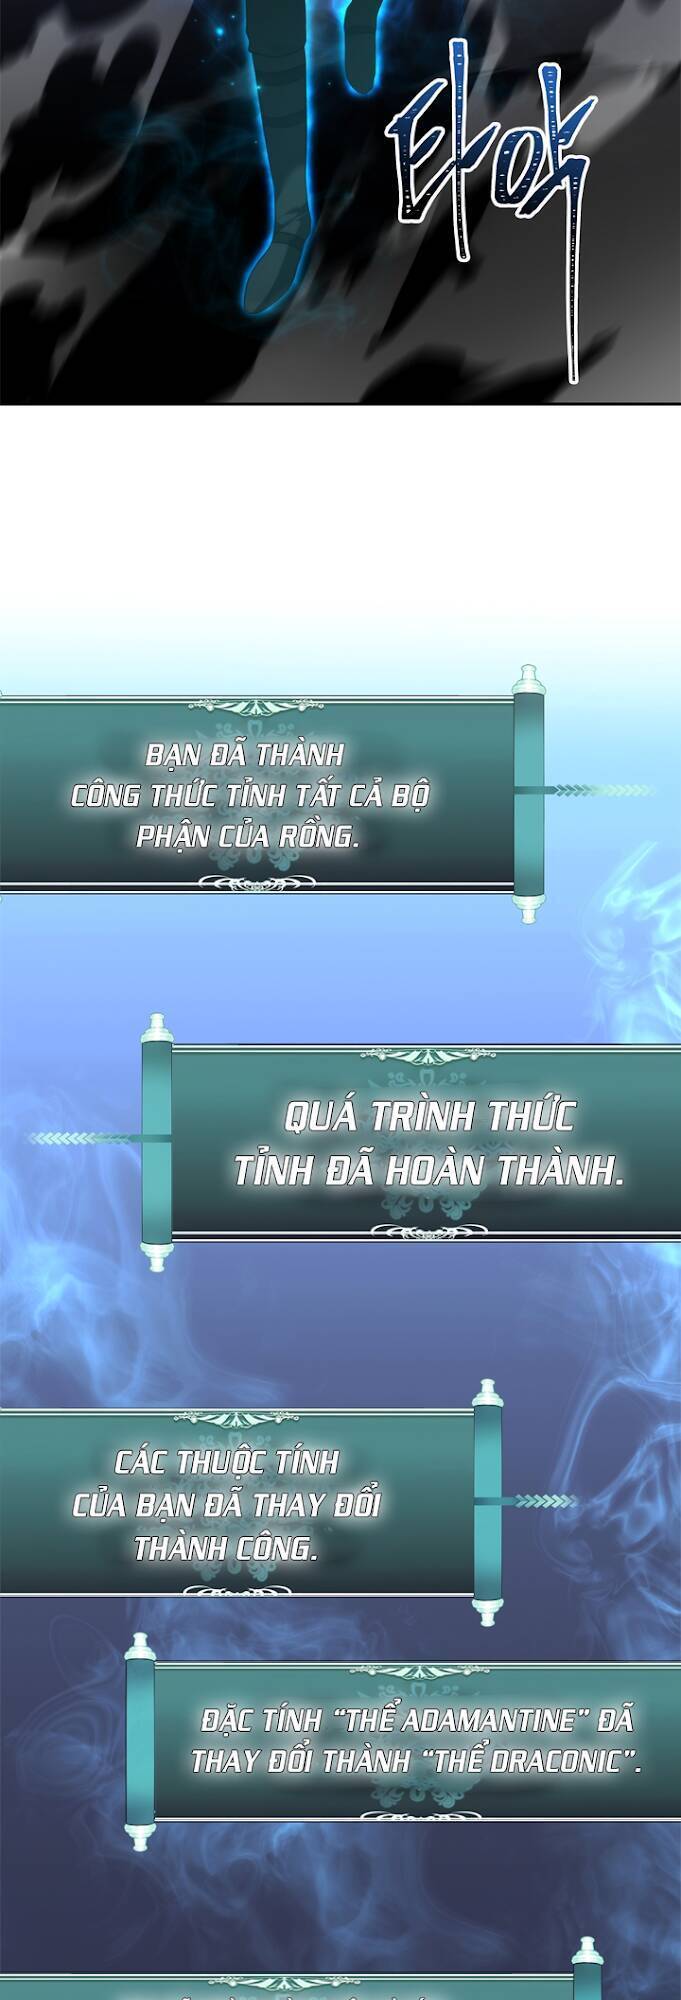 타악
BẠN ĐÃ THÀNH
CÔNG THỨC TỈNH TẤT CẢ BỘ
PHẬN CỦA RỒNG.
QUÁ TRÌNH THỨC
TỈNH ĐÃ HOÀN THÀNH.
CÁC THUỘC TÍNH
CỦA BẠN ĐÃ THAY ĐỔI
THÀNH CÔNG.
ĐẶC TÍNH “THỂ ADAMANTINE” ĐÃ
THAY ĐỔI THÀNH “THỂ DRACONIC”.